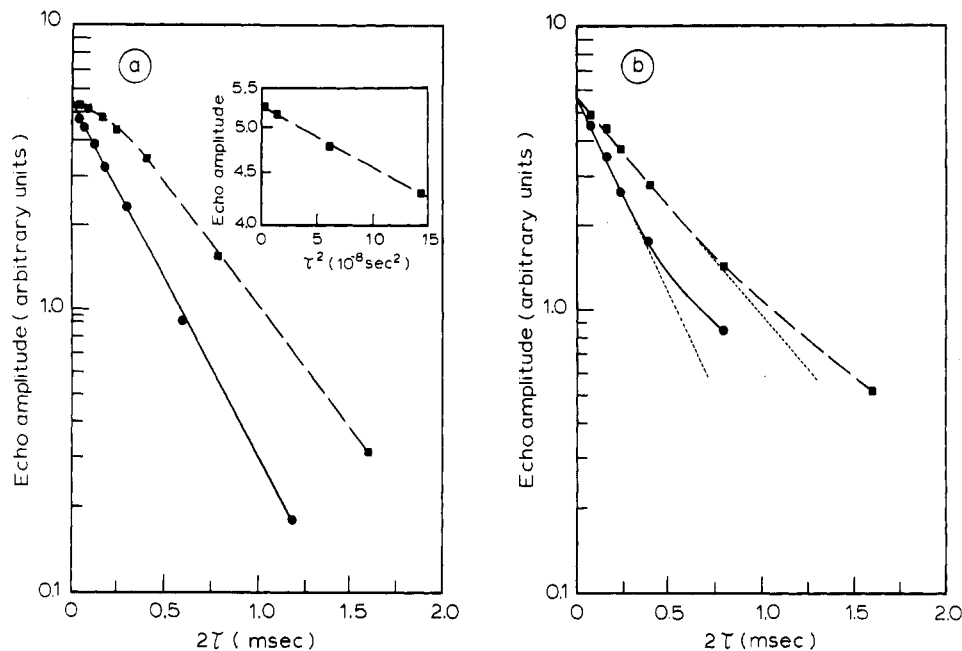 a
10
1.0
0.1
0 0.5 1.0 1.5 2.0
2τ ( msec)
Echo amplitude ( arbitrary units)
5.5
5.0
4.5
4.0
0 5 10 15
τ² (10⁻⁸sec²)
Echo amplitude
b
10
1.0
0.1
0 0.5 1.0 1.5 2.0
2τ (msec)
Echo amplitude (arbitrary units)